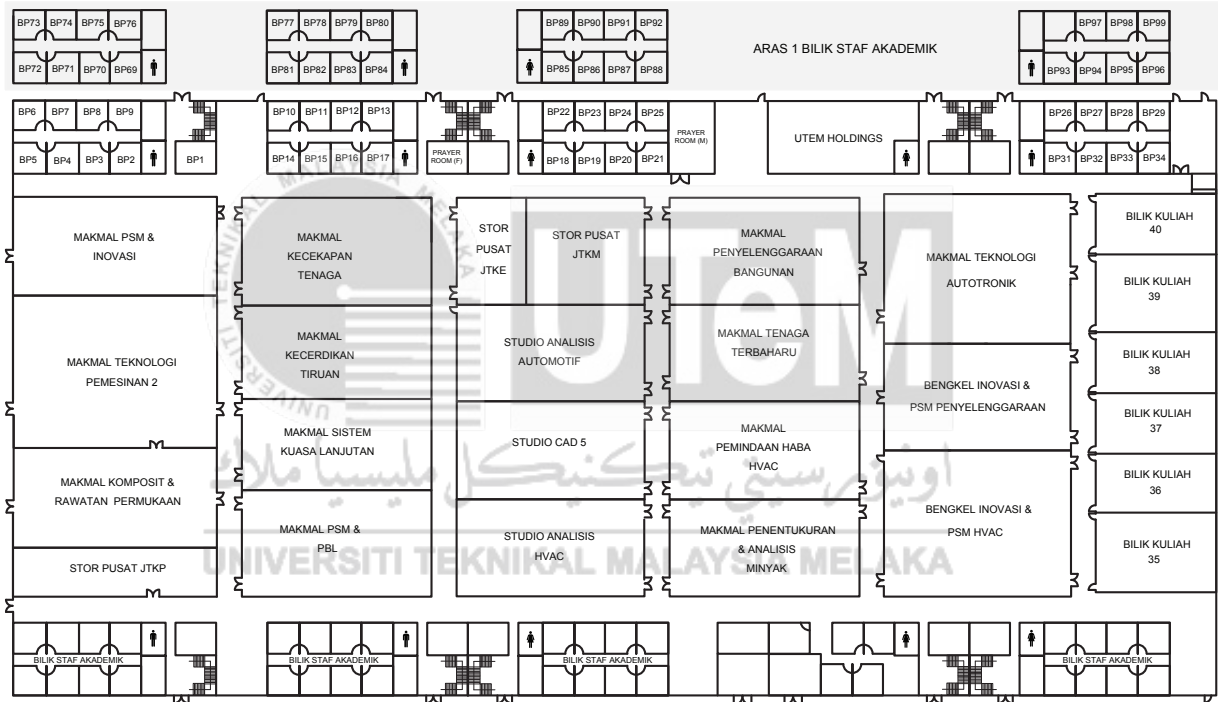 BP73 BP74 BP75 BP76
BP72 BP71 BP70 BP69
BP77 BP78 BP79 BP80
BP81 BP82 BP83 BP84
BP89 BP90 BP91 BP92
BP85 BP86 BP87 BP88
ARAS 1 BILIK STAF AKADEMIK
BP97 BP98 BP99
BP93 BP94 BP95 BP96
BP6 BP7 BP8 BP9
BP5 BP4 BP3 BP2
BP1
BP10 BP11 BP12 BP13
BP14 BP15 BP16 BP17
PRAYER
ROOM (F)
BP22 BP23 BP24 BP25
BP18 BP19 BP20 BP21
PRAYER
ROOM (M)
UTEM HOLDINGS
BP26 BP27 BP28 BP29
BP31 BP32 BP33 BP34
MAKMAL PSM &
INOVASI
MAKMAL TEKNOLOGI
PEMESINAN 2
MAKMAL KOMPOSIT &
RAWATAN PERMUKAAN
STOR PUSAT JTKP
MAKMAL
KECEKAPAN
TENAGA
MAKMAL
KECERDIKAN
TIRUAN
MAKMAL SISTEM
KUASA LANJUTAN
MAKMAL PSM &
PBL
STOR
PUSAT
JTKE
STOR PUSAT
JTKM
STUDIO ANALISIS
AUTOMOTIF
STUDIO CAD 5
STUDIO ANALISIS
HVAC
MAKMAL
PENYELENGGARAAN
BANGUNAN
MAKMAL TENAGA
TERBAHARU
MAKMAL
PEMINDAAN HABA
HVAC
MAKMAL PENENTUKURAN
& ANALISIS
MINYAK
MAKMAL TEKNOLOGI
AUTOTRONIK
BENGKEL INOVASI &
PSM PENYELENGGARAAN
BENGKEL INOVASI &
PSM HVAC
BILIK KULIAH
40
BILIK KULIAH
39
BILIK KULIAH
38
BILIK KULIAH
37
BILIK KULIAH
36
BILIK KULIAH
35
BILIK STAF AKADEMIK
BILIK STAF AKADEMIK
BILIK STAF AKADEMIK
BILIK STAF AKADEMIK
UNIVERSITI TEKNIKAL MALAYSIA MELAKA
UTeM
اونيۏرسيتي تيكنيكل مليسيا ملاك
UNIVERSITI TEKNIKAL MALAYSIA MELAKA